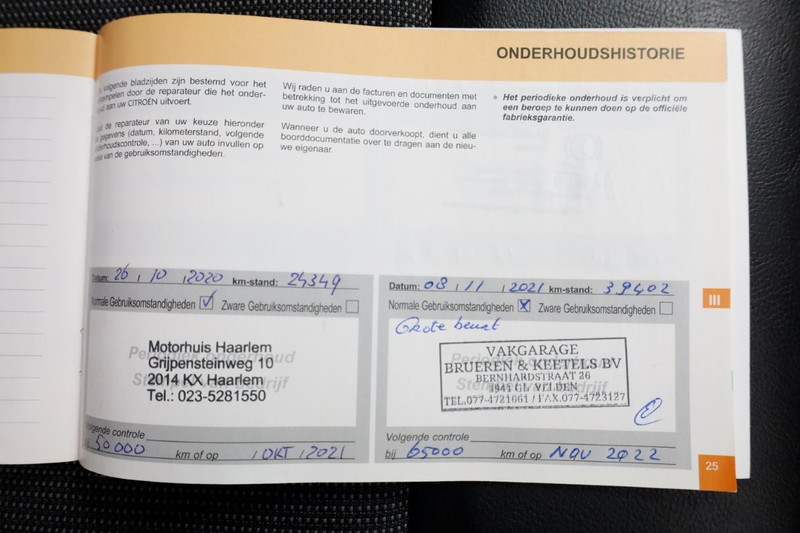 ONDERHOUDSHISTORIE
volgende bladzijden zijn bestemd voor het
door de reparateur die het onder-
aan uw CITROËN uitvoert.
de reparateur van uw keuze hieronder
gegevens (datum, kilometerstand, volgende
onderhoudscontrole, ...) van uw auto invullen op
van de gebruiksomstandigheden.
Wij raden u aan de facturen en documenten met
betrekking tot het uitgevoerde onderhoud aan
uw auto te bewaren.
Wanneer u de auto doorverkoopt, dient u alle
boorddocumentatie over te dragen aan de nieu-
we eigenaar.
• Het periodieke onderhoud is verplicht om
een beroep te kunnen doen op de officiële
fabrieksgarantie.
Datum: 26 / 10 / 2020 km-stand: 24349
Normale Gebruiksomstandigheden Zware Gebruiksomstandigheden
Periodiek onderhoud
Motorhuis Haarlem
Grijpensteinweg 10
2014 KX Haarlem
Tel.: 023-5281550
Volgende controle
50000 km of op / OKT / 2021
Datum: 08 / 11 / 2021 km-stand: 39402
Normale Gebruiksomstandigheden X Zware Gebruiksomstandigheden
Grote beurt
VAKGARAGE
BRUEREN & KEETELS BV
BERNHARDSTRAAT 26
5941 GL VELDEN
TEL.077-4721661 / FAX.077-4723127
Volgende controle
bij 65000 km of op NOV 2022
III
25